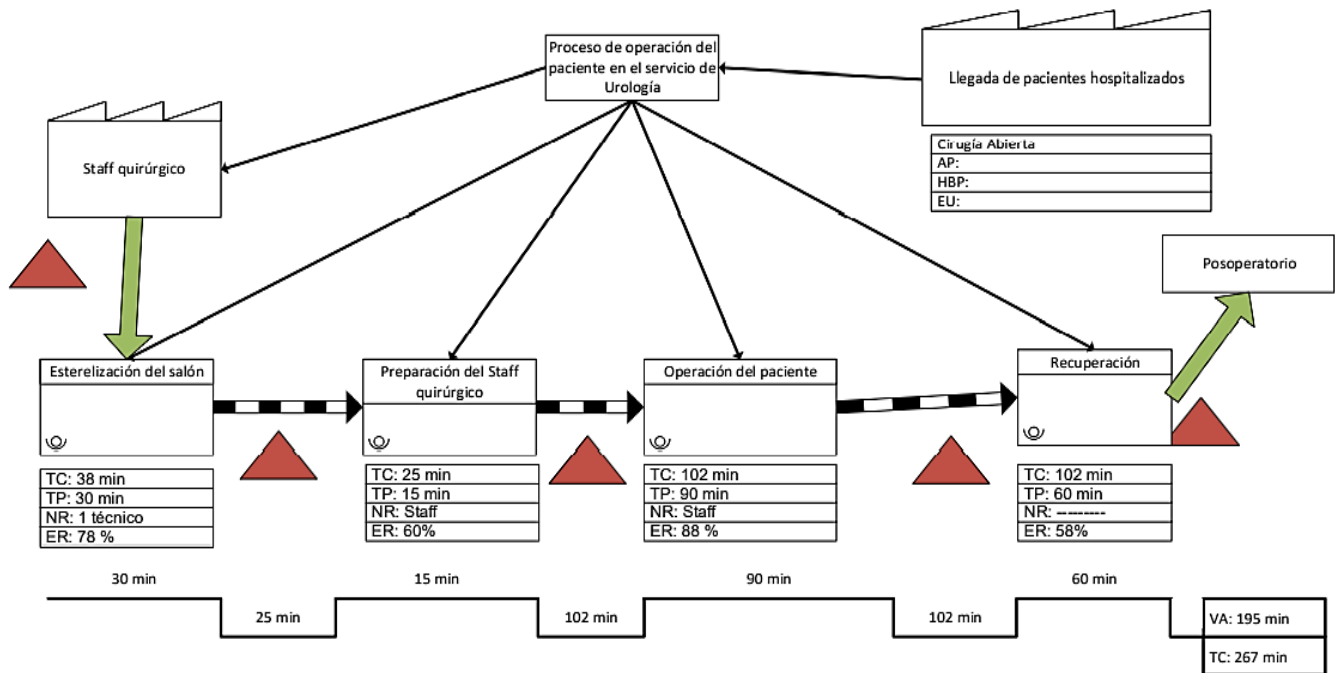 Proceso de operación del
paciente en el servicio de
Urología
Llegada de pacientes hospitalizados
Staff quirúrgico
Cirugía Abierta
AP:
HBP:
EU:
Posoperatorio
Esterelización del salón
Preparación del Staff
quirúrgico
Operación del paciente
Recuperación
TC: 38 min
TP: 30 min
NR: 1 técnico
ER: 78 %
TC: 25 min
TP: 15 min
NR: Staff
ER: 60%
TC: 102 min
TP: 90 min
NR: Staff
ER: 88 %
TC: 102 min
TP: 60 min
NR: ---------
ER: 58%
30 min
15 min
90 min
60 min
25 min
102 min
102 min
VA: 195 min
TC: 267 min